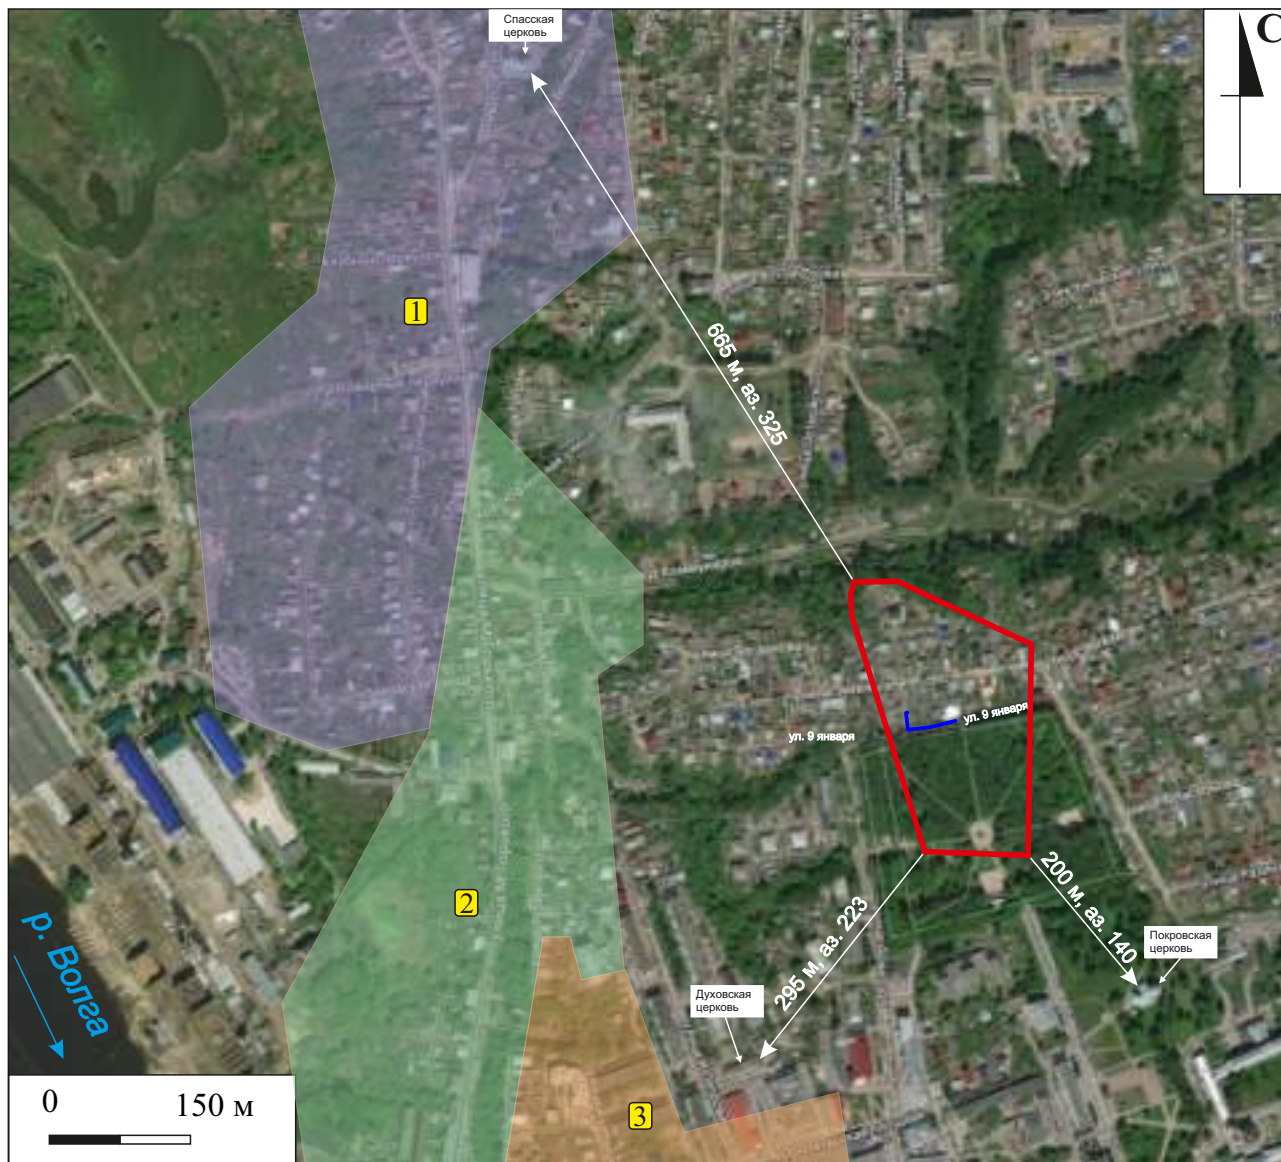 Спасская
церковь
С
1
665 м, аз. 325
ул. 9 января
ул. 9 января
2
200 м, аз. 140
295 м, аз. 223
Покровская
церковь
р. Волга
Духовская
церковь
0 150 м
3